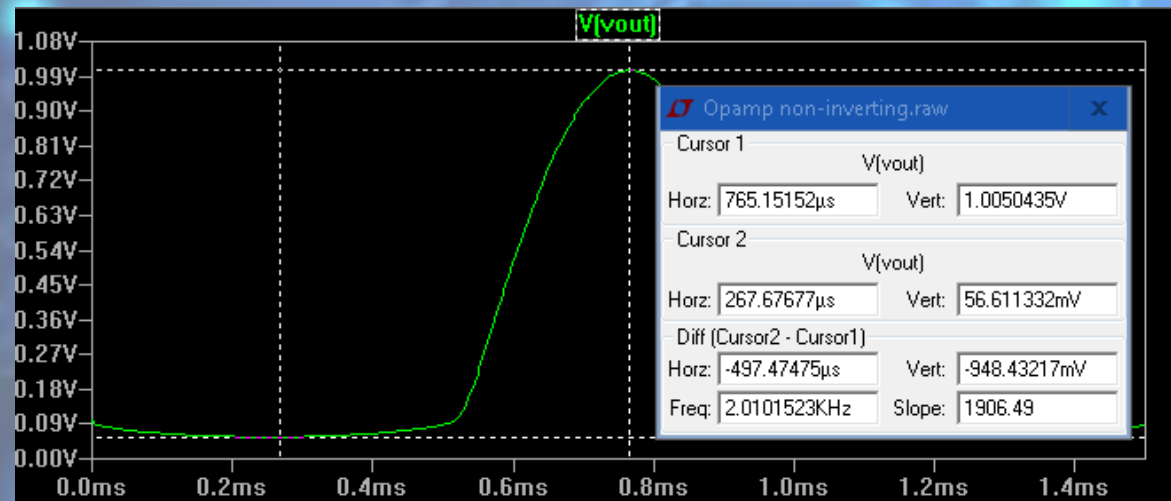 V(vout)
1.08V
0.99V
0.90V
0.81V
0.72V
0.63V
0.54V
0.45V
0.36V
0.27V
0.18V
0.09V
0.00V
0.0ms 0.2ms 0.4ms 0.6ms 0.8ms 1.0ms 1.2ms 1.4ms
Opamp non-inverting.raw x
Cursor 1
V(vout)
Horz: 765.15152µs Vert: 1.0050435V
Cursor 2
V(vout)
Horz: 267.67677µs Vert: 56.611332mV
Diff (Cursor2 - Cursor1)
Horz: -497.47475µs Vert: -948.43217mV
Freq: 2.0101523KHz Slope: 1906.49